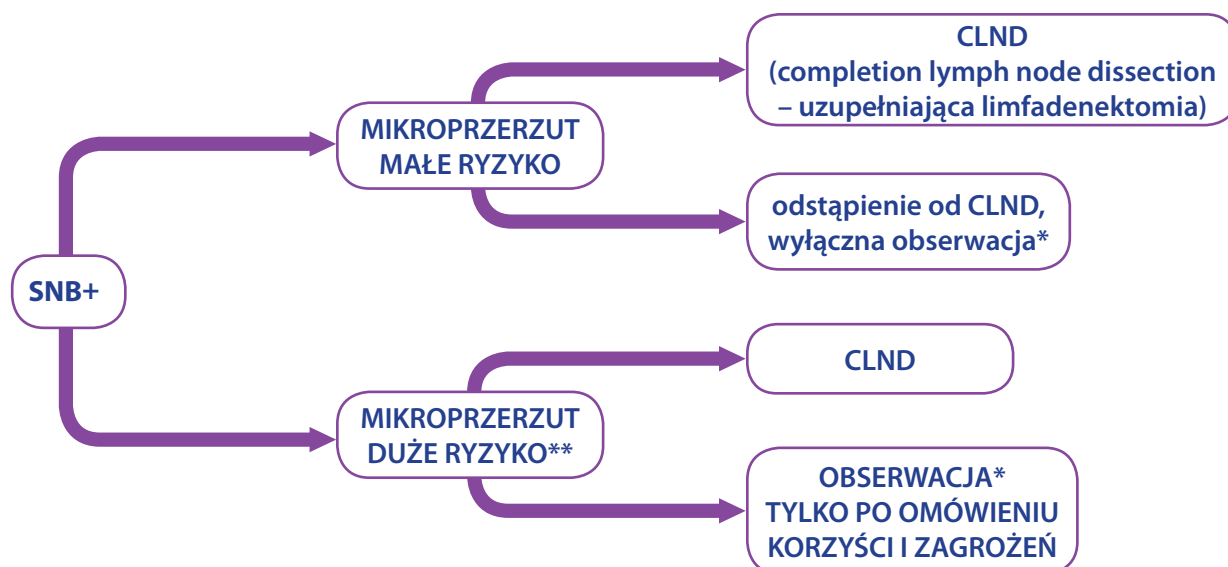 CLND
(completion lymph node dissection
– uzupełniająca limfadenektomia)
MIKROPRZERZUT
MAŁE RYZYKO
odstąpienie od CLND,
wyłączna obserwacja*
SNB+
CLND
MIKROPRZERZUT
DUŻE RYZYKO**
OBSERWACJA*
TYLKO PO OMÓWIENIU
KORZYŚCI I ZAGROŻEŃ